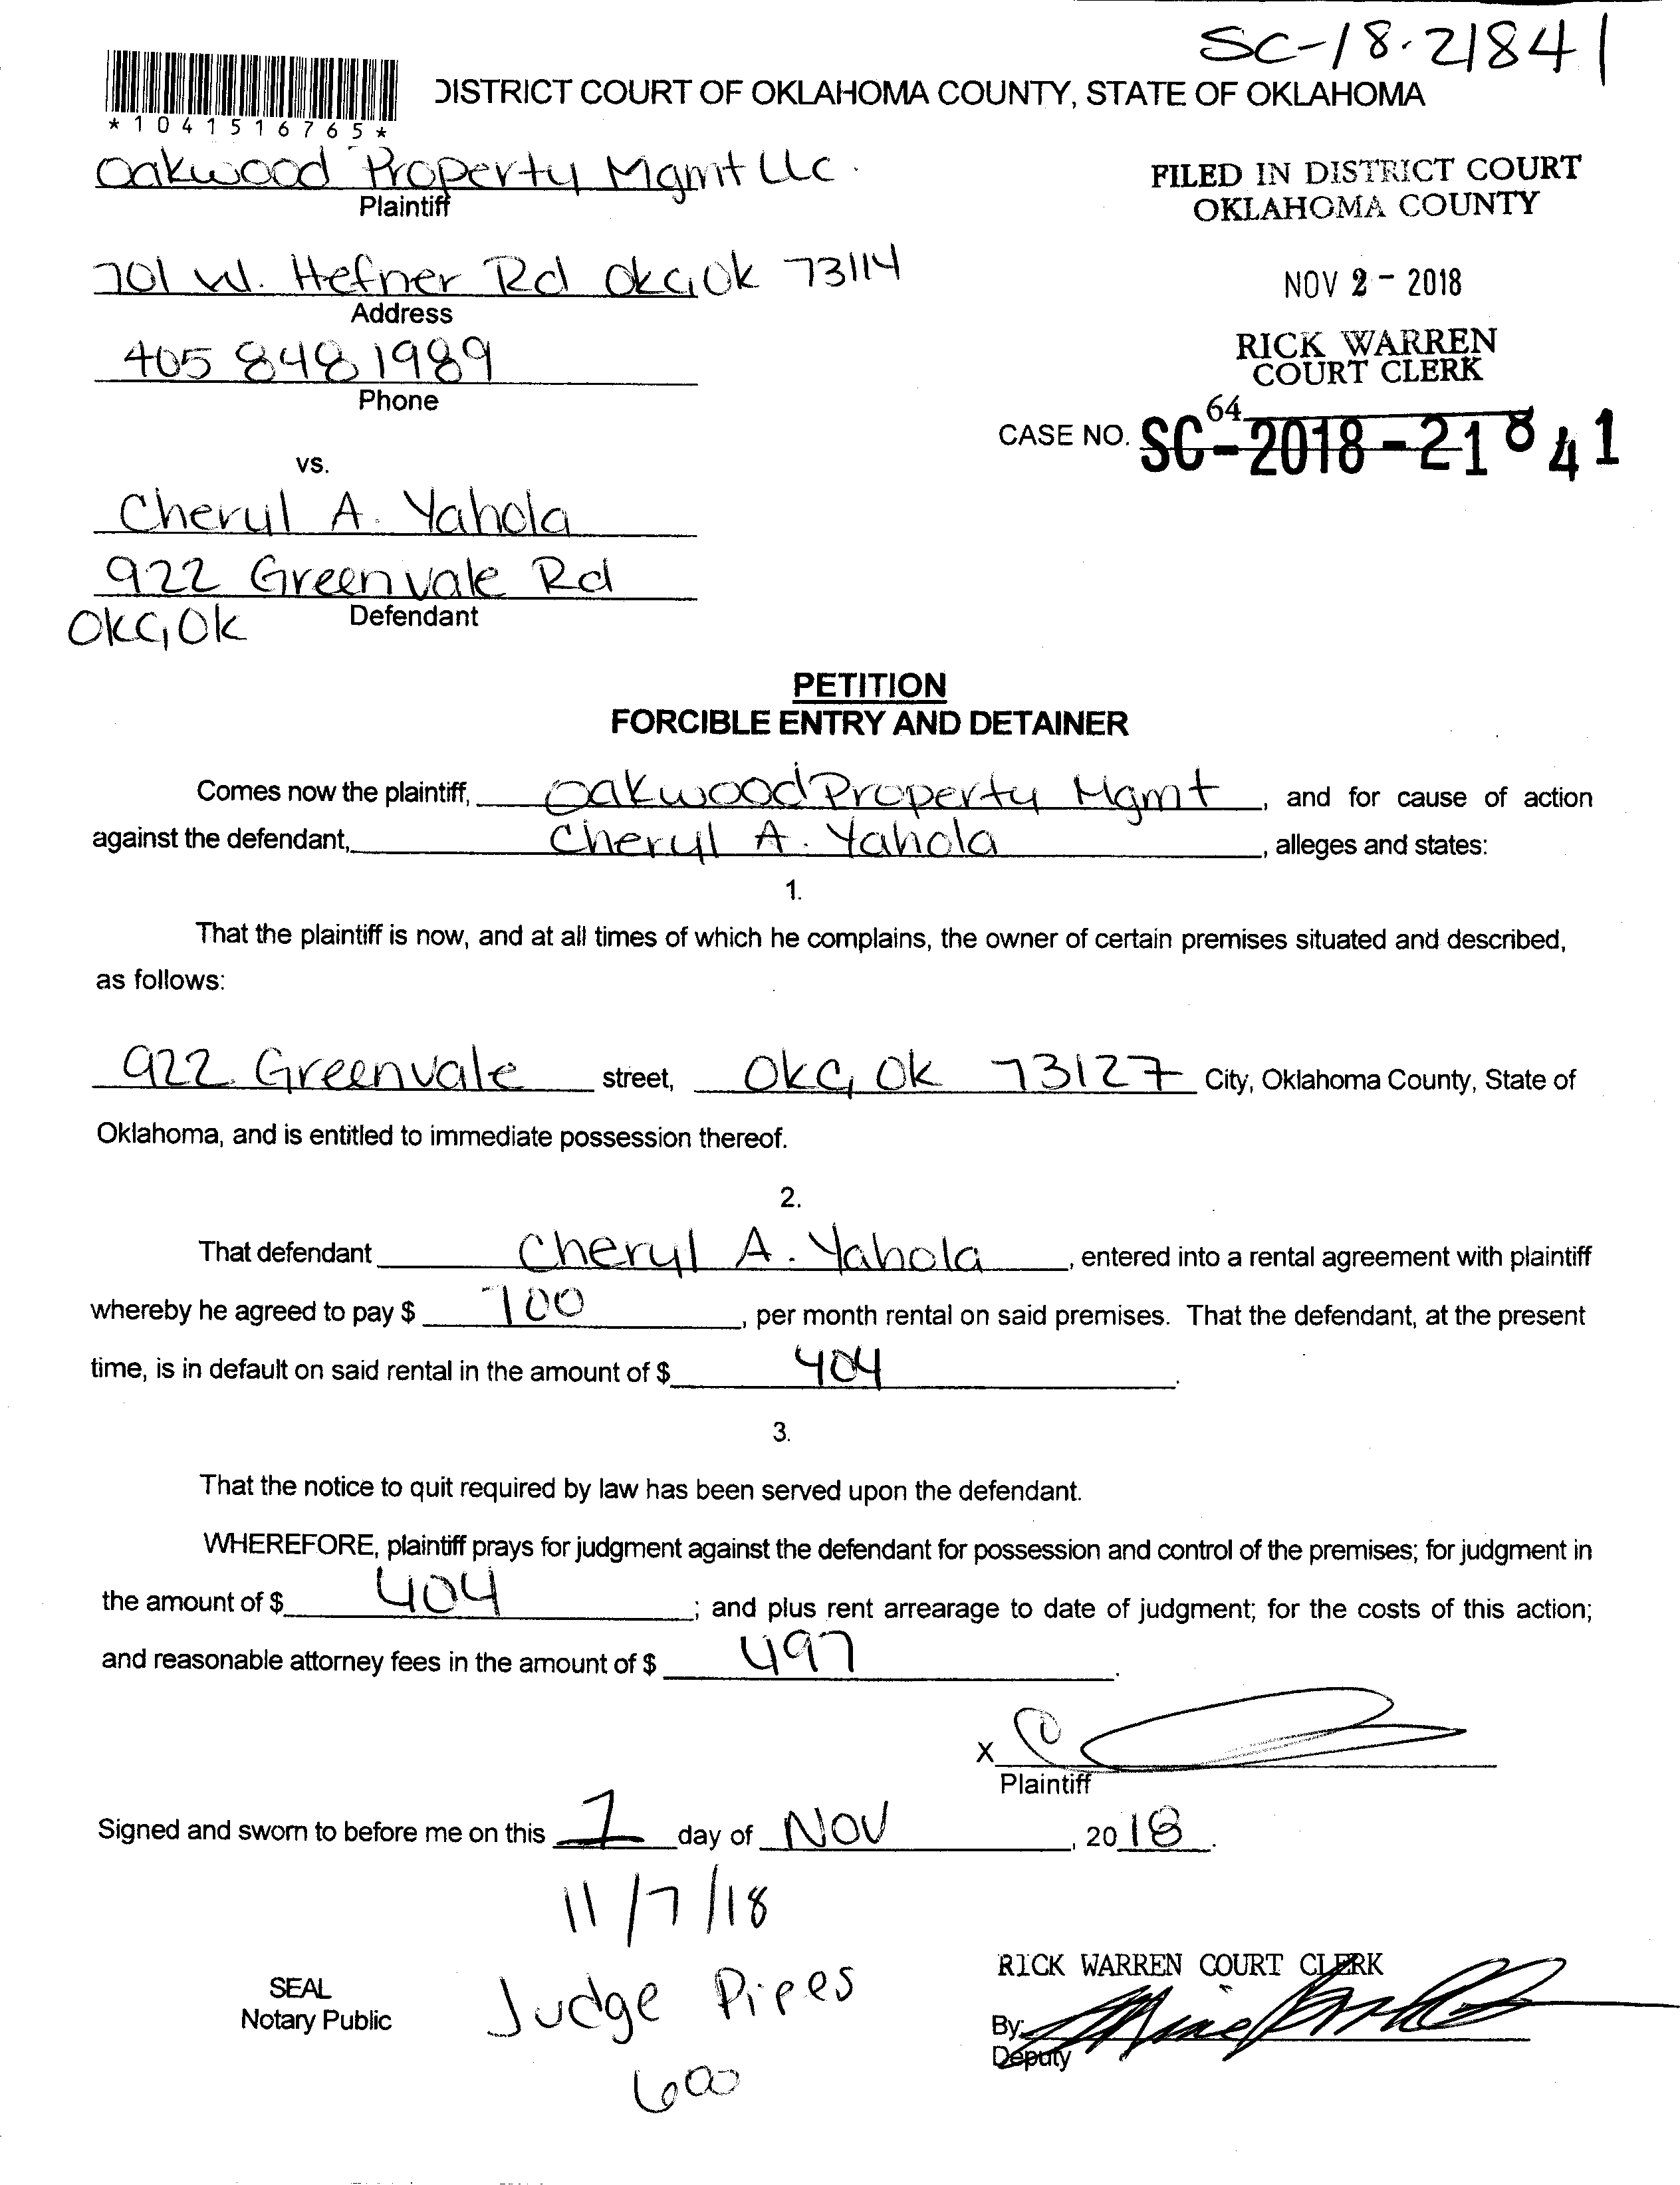 SC-18-21841
DISTRICT COURT OF OKLAHOMA COUNTY, STATE OF OKLAHOMA
*1041516765*
Oakwood Property Mgmt LLC.
Plaintiff
FILED IN DISTRICT COURT
OKLAHOMA COUNTY
701 W. Hefner Rd OKC, OK 73114
Address
NOV 2 - 2018
405 848 1989
Phone
RICK WARREN
COURT CLERK
64
CASE NO. SC-2018-21841
vs.
Cheryl A. Yahola
922 Greenvale Rd
OKC, OK Defendant
PETITION
FORCIBLE ENTRY AND DETAINER
Comes now the plaintiff, Oakwood Property Mgmt, and for cause of action
against the defendant, Cheryl A. Yahola, alleges and states:
1.
That the plaintiff is now, and at all times of which he complains, the owner of certain premises situated and described,
as follows:
922 Greenvale street, OKC, OK 73127 City, Oklahoma County, State of
Oklahoma, and is entitled to immediate possession thereof.
2.
That defendant Cheryl A. Yahola, entered into a rental agreement with plaintiff
whereby he agreed to pay $ 700, per month rental on said premises. That the defendant, at the present
time, is in default on said rental in the amount of $ 404.
3.
That the notice to quit required by law has been served upon the defendant.
WHEREFORE, plaintiff prays for judgment against the defendant for possession and control of the premises; for judgment in
the amount of $ 404; and plus rent arrearage to date of judgment; for the costs of this action;
and reasonable attorney fees in the amount of $ 497.
X
Plaintiff
Signed and sworn to before me on this day of NOV, 2018.
11/7/18
SEAL
Notary Public
Judge Pipes
600
RICK WARREN COURT CLERK
By:
Deputy